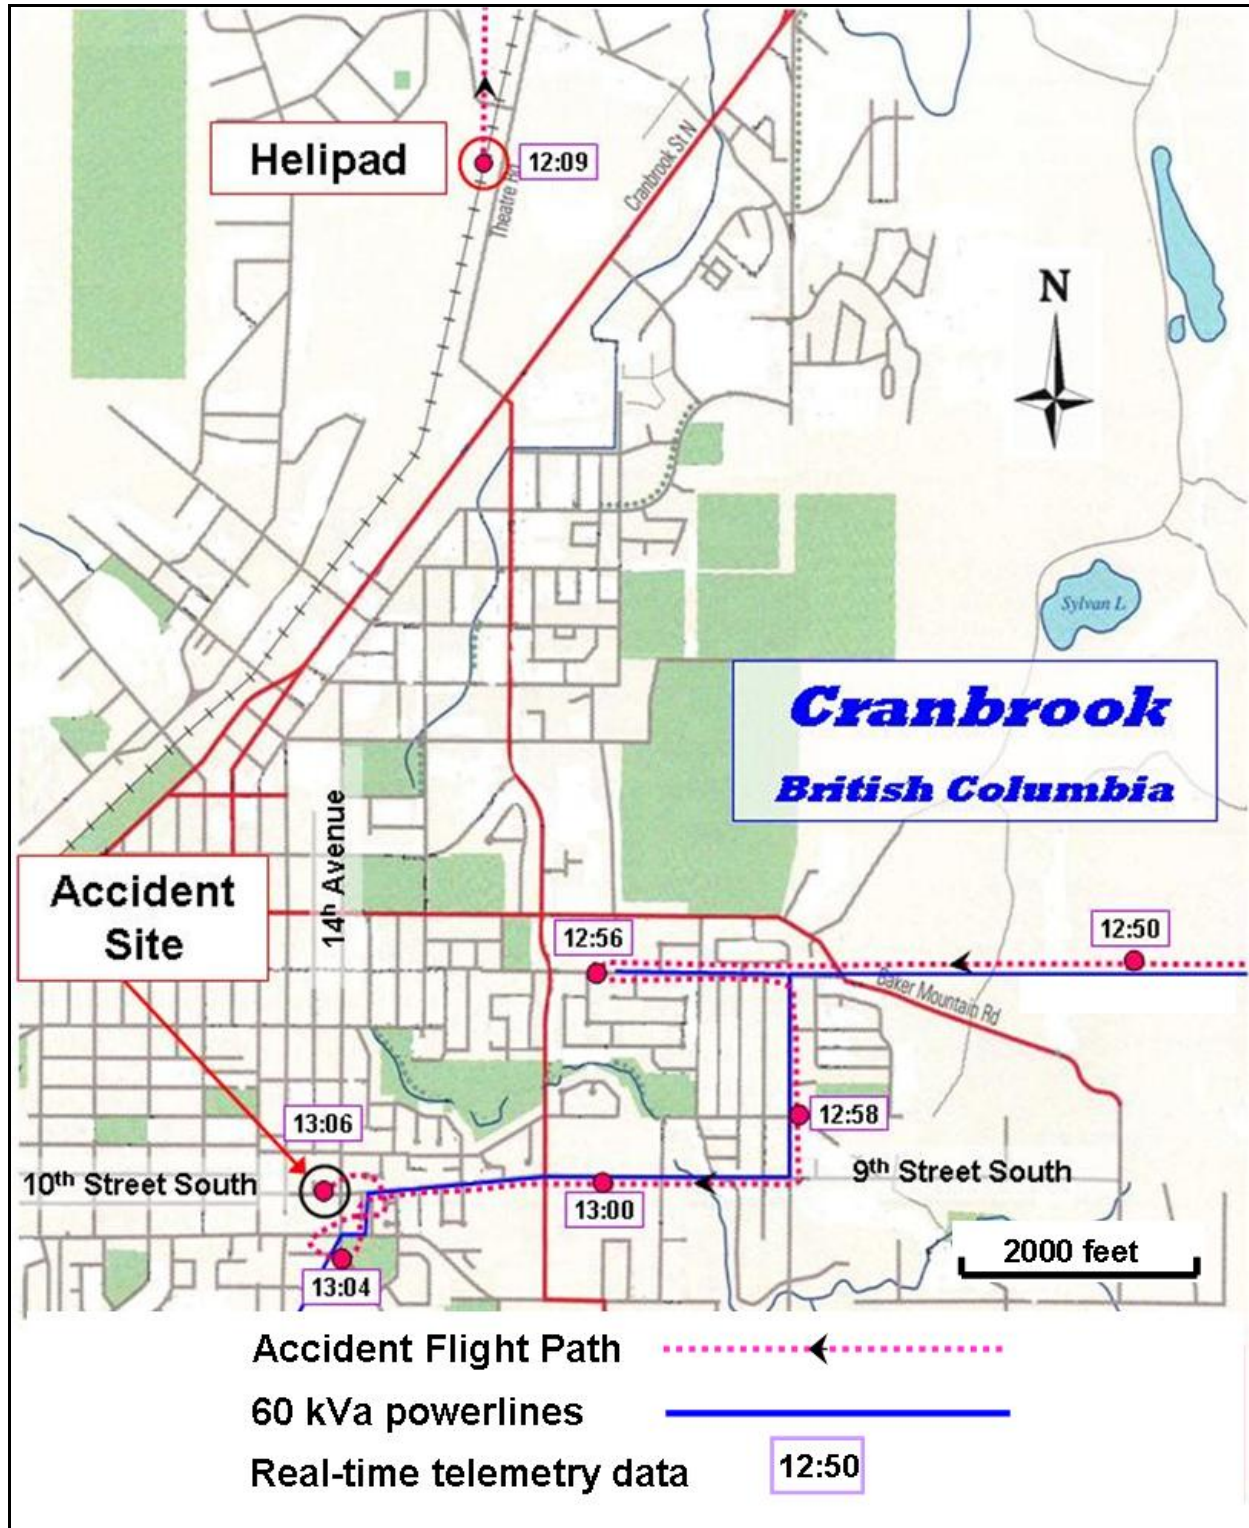 Helipad
12:09
Theatre Rd
Cranbrook St N
N
Sylvan L
Cranbrook
British Columbia
14th Avenue
Accident
Site
12:56
12:50
Baker Mountain Rd
13:06
12:58
10th Street South
9th Street South
13:00
2000 feet
13:04
Accident Flight Path
60 kVa powerlines
Real-time telemetry data
12:50